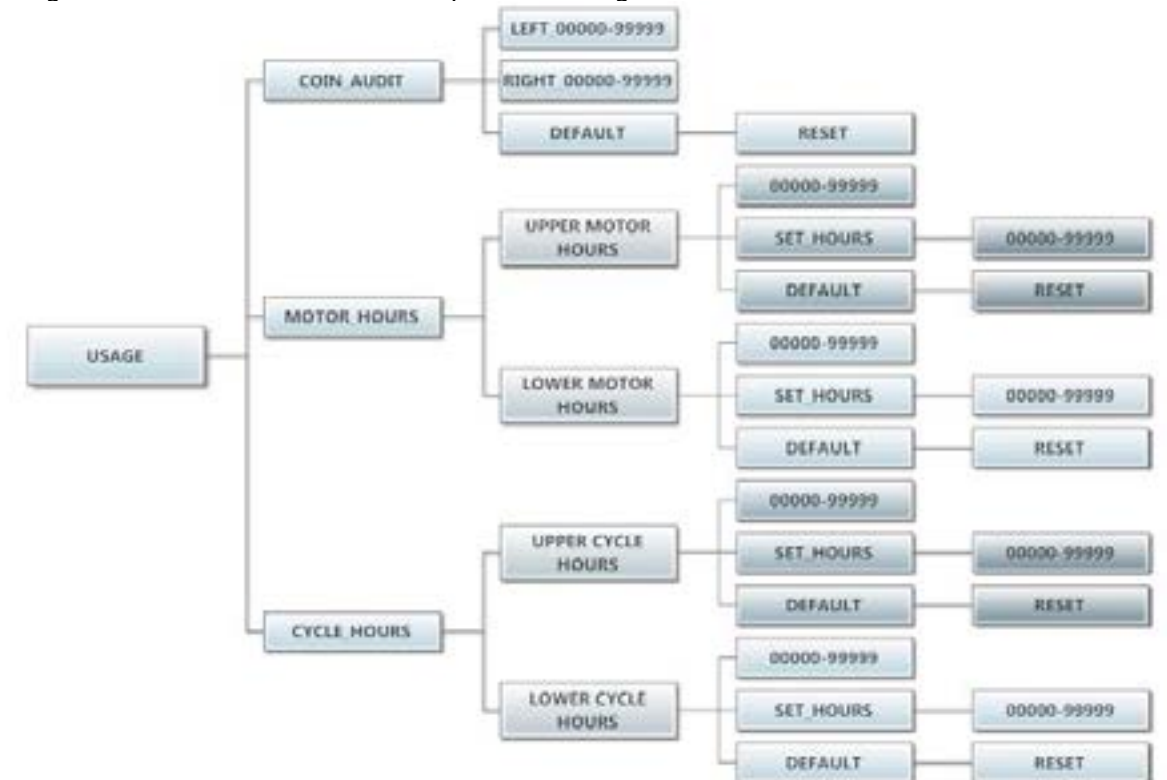 LEFT 00000-99999
COIN AUDIT
RIGHT 00000-99999
DEFAULT
RESET
00000-99999
UPPER MOTOR
HOURS
SET HOURS
00000-99999
DEFAULT
RESET
MOTOR HOURS
00000-99999
USAGE
LOWER MOTOR
HOURS
SET HOURS
00000-99999
DEFAULT
RESET
00000-99999
UPPER CYCLE
HOURS
SET HOURS
00000-99999
DEFAULT
RESET
CYCLE HOURS
00000-99999
LOWER CYCLE
HOURS
SET HOURS
00000-99999
DEFAULT
RESET